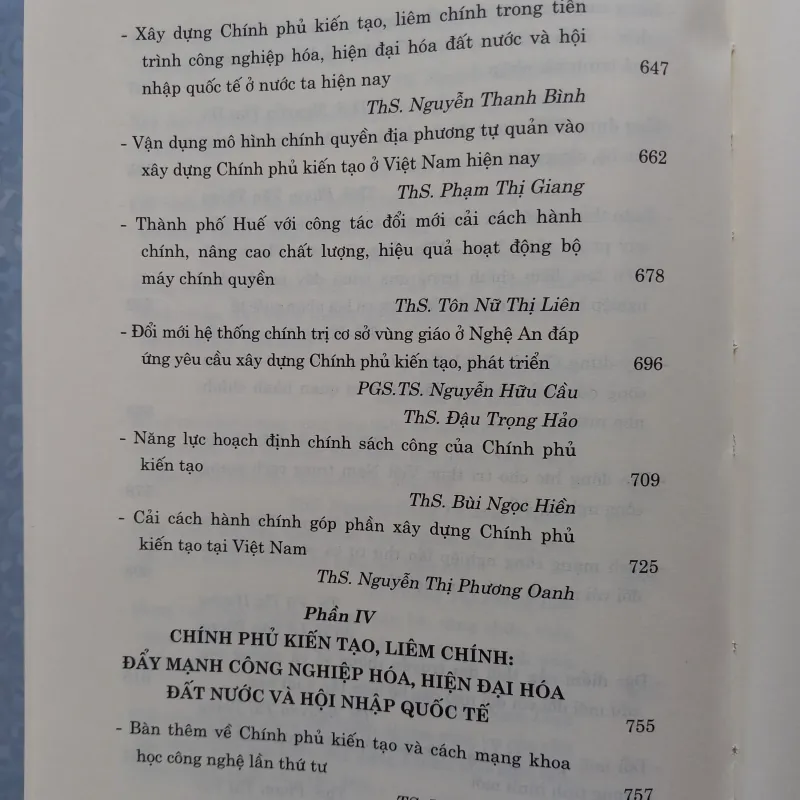 - Xây dựng Chính phủ kiến tạo, liêm chính trong tiến
trình công nghiệp hóa, hiện đại hóa đất nước và hội
nhập quốc tế ở nước ta hiện nay 647
ThS. Nguyễn Thanh Bình
- Vận dụng mô hình chính quyền địa phương tự quản vào
xây dựng Chính phủ kiến tạo ở Việt Nam hiện nay 662
ThS. Phạm Thị Giang
- Thành phố Huế với công tác đổi mới cải cách hành
chính, nâng cao chất lượng, hiệu quả hoạt động bộ
máy chính quyền 678
ThS. Tôn Nữ Thị Liên
- Đổi mới hệ thống chính trị cơ sở vùng giáo ở Nghệ An đáp
ứng yêu cầu xây dựng Chính phủ kiến tạo, phát triển 696
PGS.TS. Nguyễn Hữu Cầu
ThS. Đậu Trọng Hảo
- Năng lực hoạch định chính sách công của Chính phủ
kiến tạo 709
ThS. Bùi Ngọc Hiền
- Cải cách hành chính góp phần xây dựng Chính phủ
kiến tạo tại Việt Nam 725
ThS. Nguyễn Thị Phương Oanh
Phần IV
CHÍNH PHỦ KIẾN TẠO, LIÊM CHÍNH:
ĐẨY MẠNH CÔNG NGHIỆP HÓA, HIỆN ĐẠI HÓA
ĐẤT NƯỚC VÀ HỘI NHẬP QUỐC TẾ 755
- Bàn thêm về Chính phủ kiến tạo và cách mạng khoa
học công nghệ lần thứ tư 757